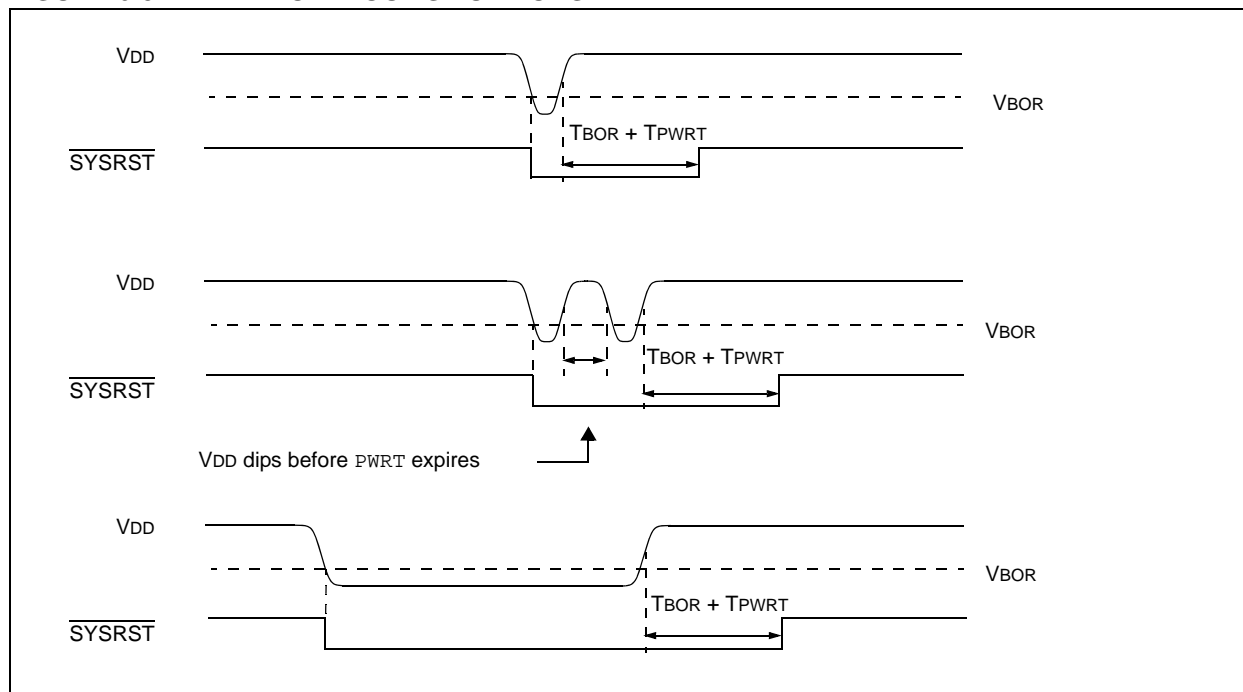 VDD
VBOR
TBOR + TPWRT
SYSRST
VDD
VBOR
TBOR + TPWRT
SYSRST
VDD dips before PWRT expires
VDD
VBOR
TBOR + TPWRT
SYSRST